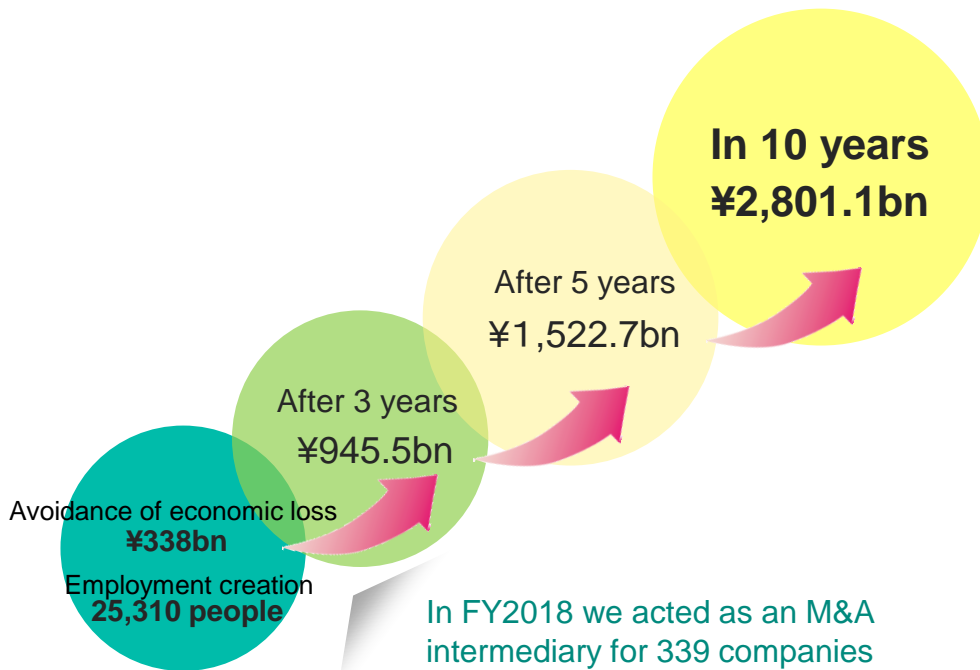 In 10 years
¥2,801.1bn
After 5 years
¥1,522.7bn
After 3 years
¥945.5bn
Avoidance of economic loss
¥338bn
Employment creation
25,310 people
In FY2018 we acted as an M&A
intermediary for 339 companies